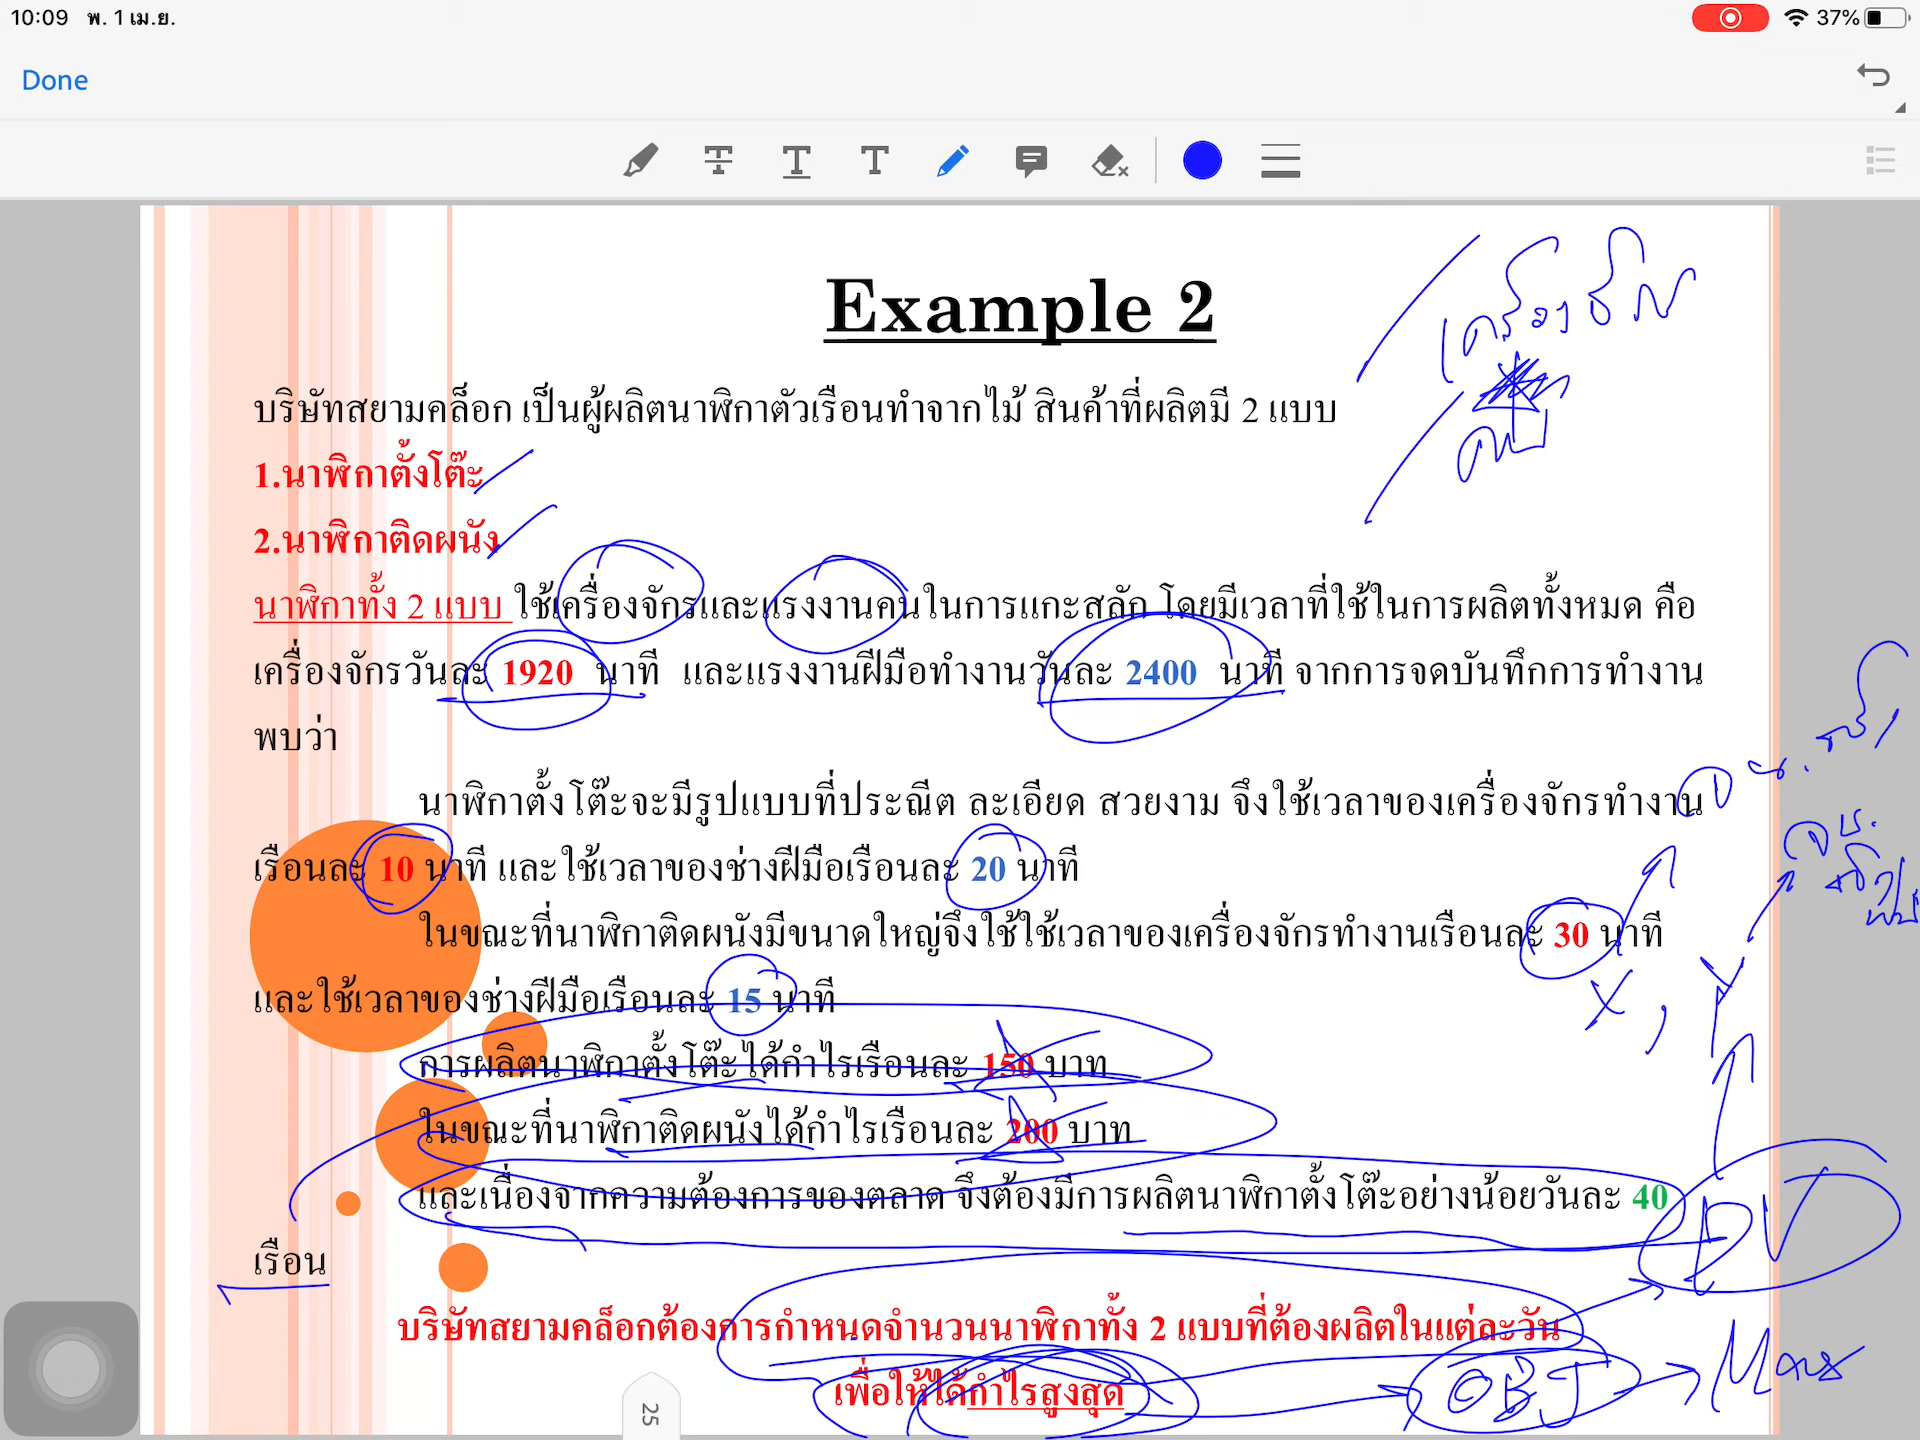 10:09 พ. 1 เม.ย.
37%
Done
Example 2
บริษัทสยามคล็อก เป็นผู้ผลิตนาฬิกาตัวเรือนทำจากไม้ สินค้าที่ผลิตมี 2 แบบ
1.นาฬิกาตั้งโต๊ะ
2.นาฬิกาติดผนัง
นาฬิกาทั้ง 2 แบบ ใช้เครื่องจักรและแรงงานคนในการแกะสลัก โดยมีเวลาที่ใช้ในการผลิตทั้งหมด คือ
เครื่องจักรวันละ 1920 นาที และแรงงานฝีมือทำงานวันละ 2400 นาที จากการจดบันทึกการทำงาน
พบว่า
นาฬิกาตั้งโต๊ะจะมีรูปแบบที่ประณีต ละเอียด สวยงาม จึงใช้เวลาของเครื่องจักรทำงาน
เรือนละ 10 นาที และใช้เวลาของช่างฝีมือเรือนละ 20 นาที
ในขณะที่นาฬิกาติดผนังมีขนาดใหญ่จึงใช้ใช้เวลาของเครื่องจักรทำงานเรือนละ 30 นาที
และใช้เวลาของช่างฝีมือเรือนละ 15 นาที
X , Y
การผลิตนาฬิกาตั้งโต๊ะได้กำไรเรือนละ 150 บาท
ในขณะที่นาฬิกาติดผนังได้กำไรเรือนละ 200 บาท
และเนื่องจากความต้องการของตลาด จึงต้องมีการผลิตนาฬิกาตั้งโต๊ะอย่างน้อยวันละ 40
DV
เรือน
บริษัทสยามคล็อกต้องการกำหนดจำนวนนาฬิกาทั้ง 2 แบบที่ต้องผลิตในแต่ละวัน
เพื่อให้ได้กำไรสูงสุด
OBJ
Max
25